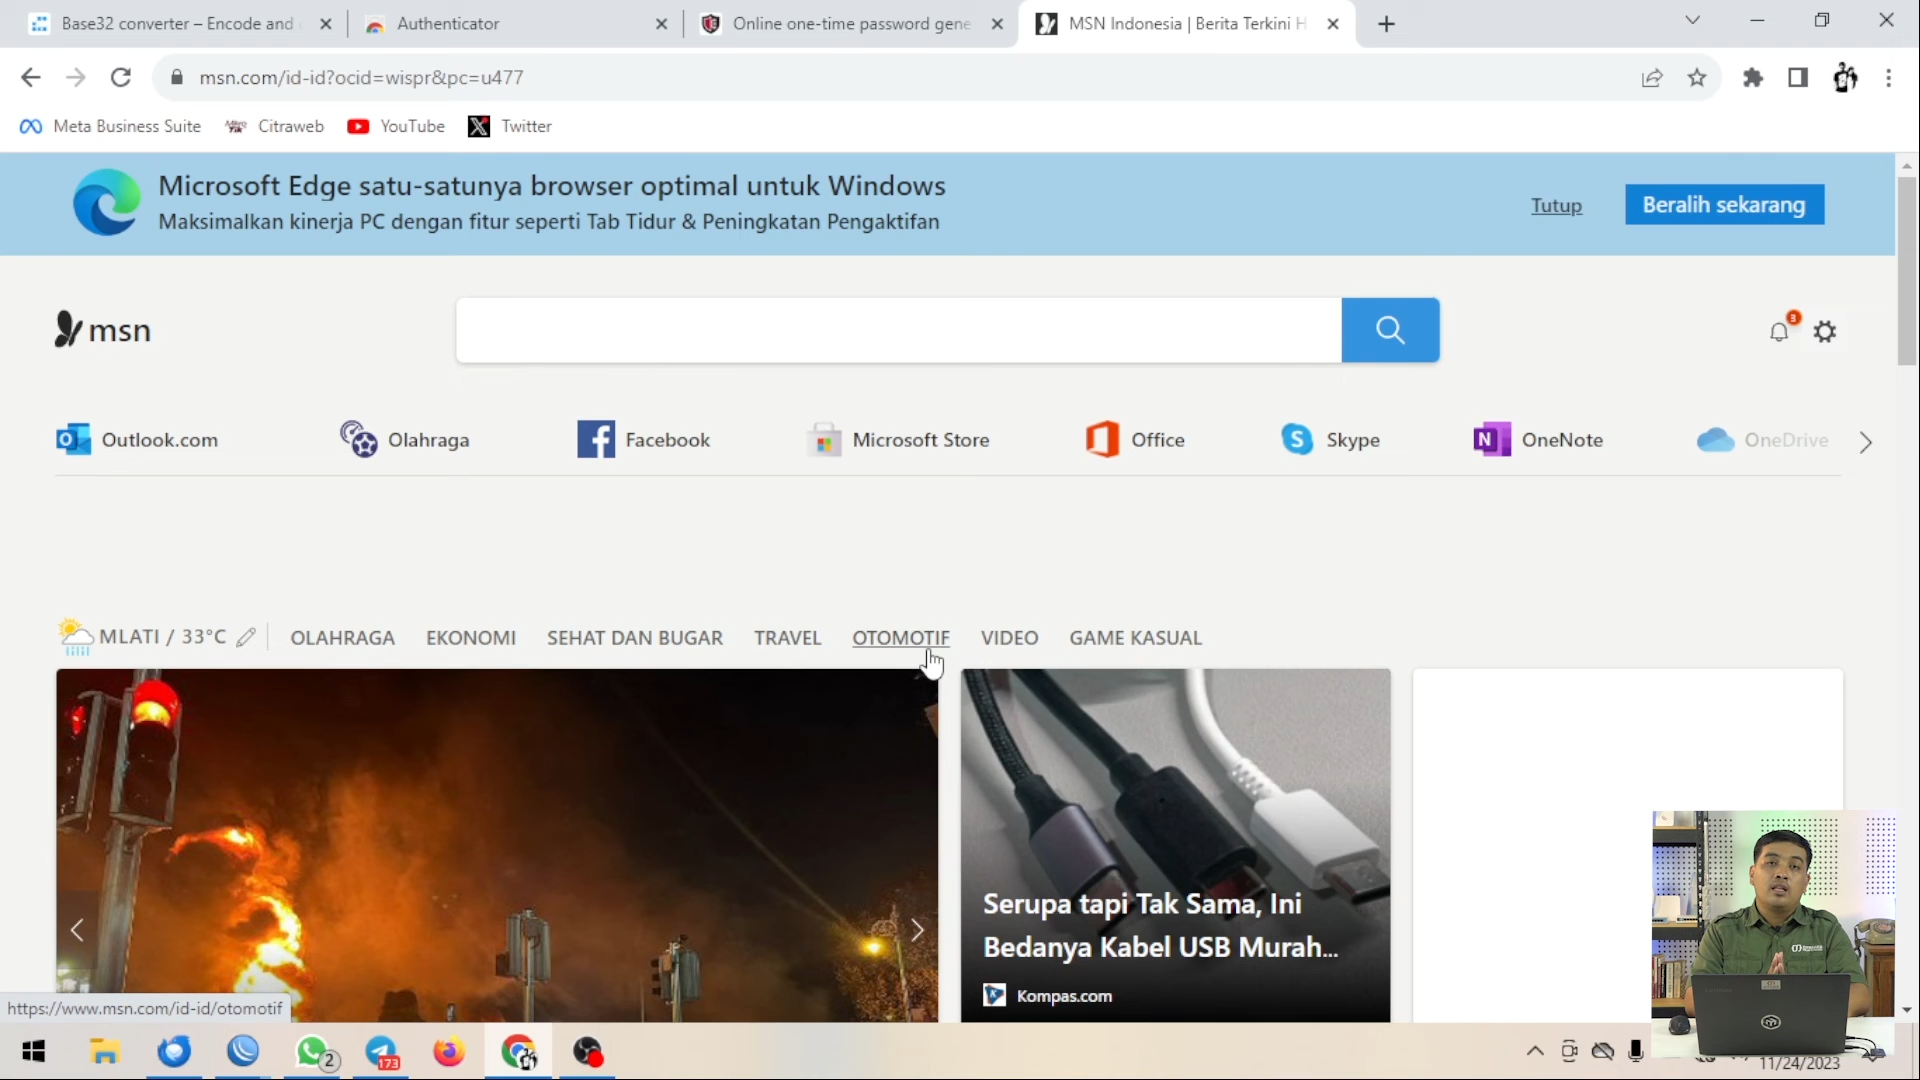 Base32 converter – Encode and
Authenticator
Online one-time password gene
MSN Indonesia | Berita Terkini H
msn.com/id-id?ocid=wispr&pc=u477
Meta Business Suite
Citraweb
YouTube
Twitter
Microsoft Edge satu-satunya browser optimal untuk Windows
Maksimalkan kinerja PC dengan fitur seperti Tab Tidur & Peningkatan Pengaktifan
Tutup
Beralih sekarang
msn
3
Outlook.com
Olahraga
Facebook
Microsoft Store
Office
Skype
OneNote
OneDrive
MLATI / 33°C
OLAHRAGA
EKONOMI
SEHAT DAN BUGAR
TRAVEL
OTOMOTIF
VIDEO
GAME KASUAL
Serupa tapi Tak Sama, Ini
Bedanya Kabel USB Murah...
Kompas.com
https://www.msn.com/id-id/otomotif
2
173
11/24/2023